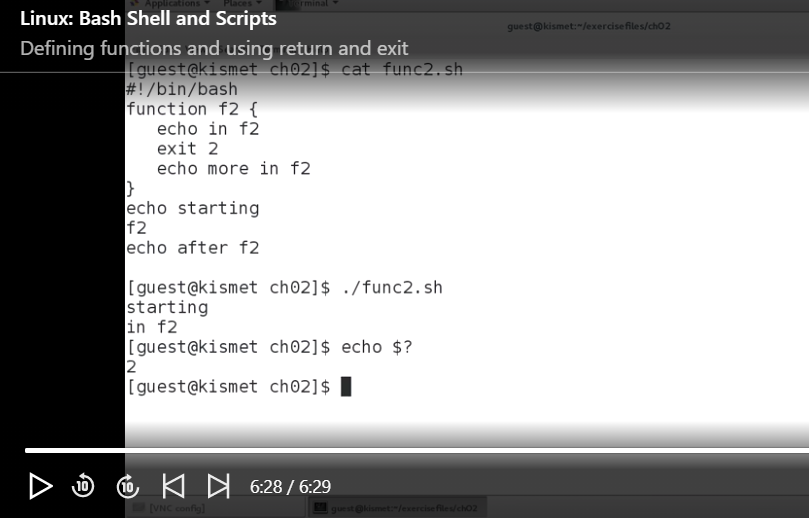 Applications Places Terminal
Linux: Bash Shell and Scripts
guest@kismet:~/exercisefiles/ch02
Defining functions and using return and exit
[guest@kismet ch02]$ cat func2.sh
#!/bin/bash
function f2 {
   echo in f2
   exit 2
   echo more in f2
}
echo starting
f2
echo after f2

[guest@kismet ch02]$ ./func2.sh
starting
in f2
[guest@kismet ch02]$ echo $?
2
[guest@kismet ch02]$
10
10
6:28 / 6:29
[VNC config]
guest@kismet:~/exercisefiles/ch02